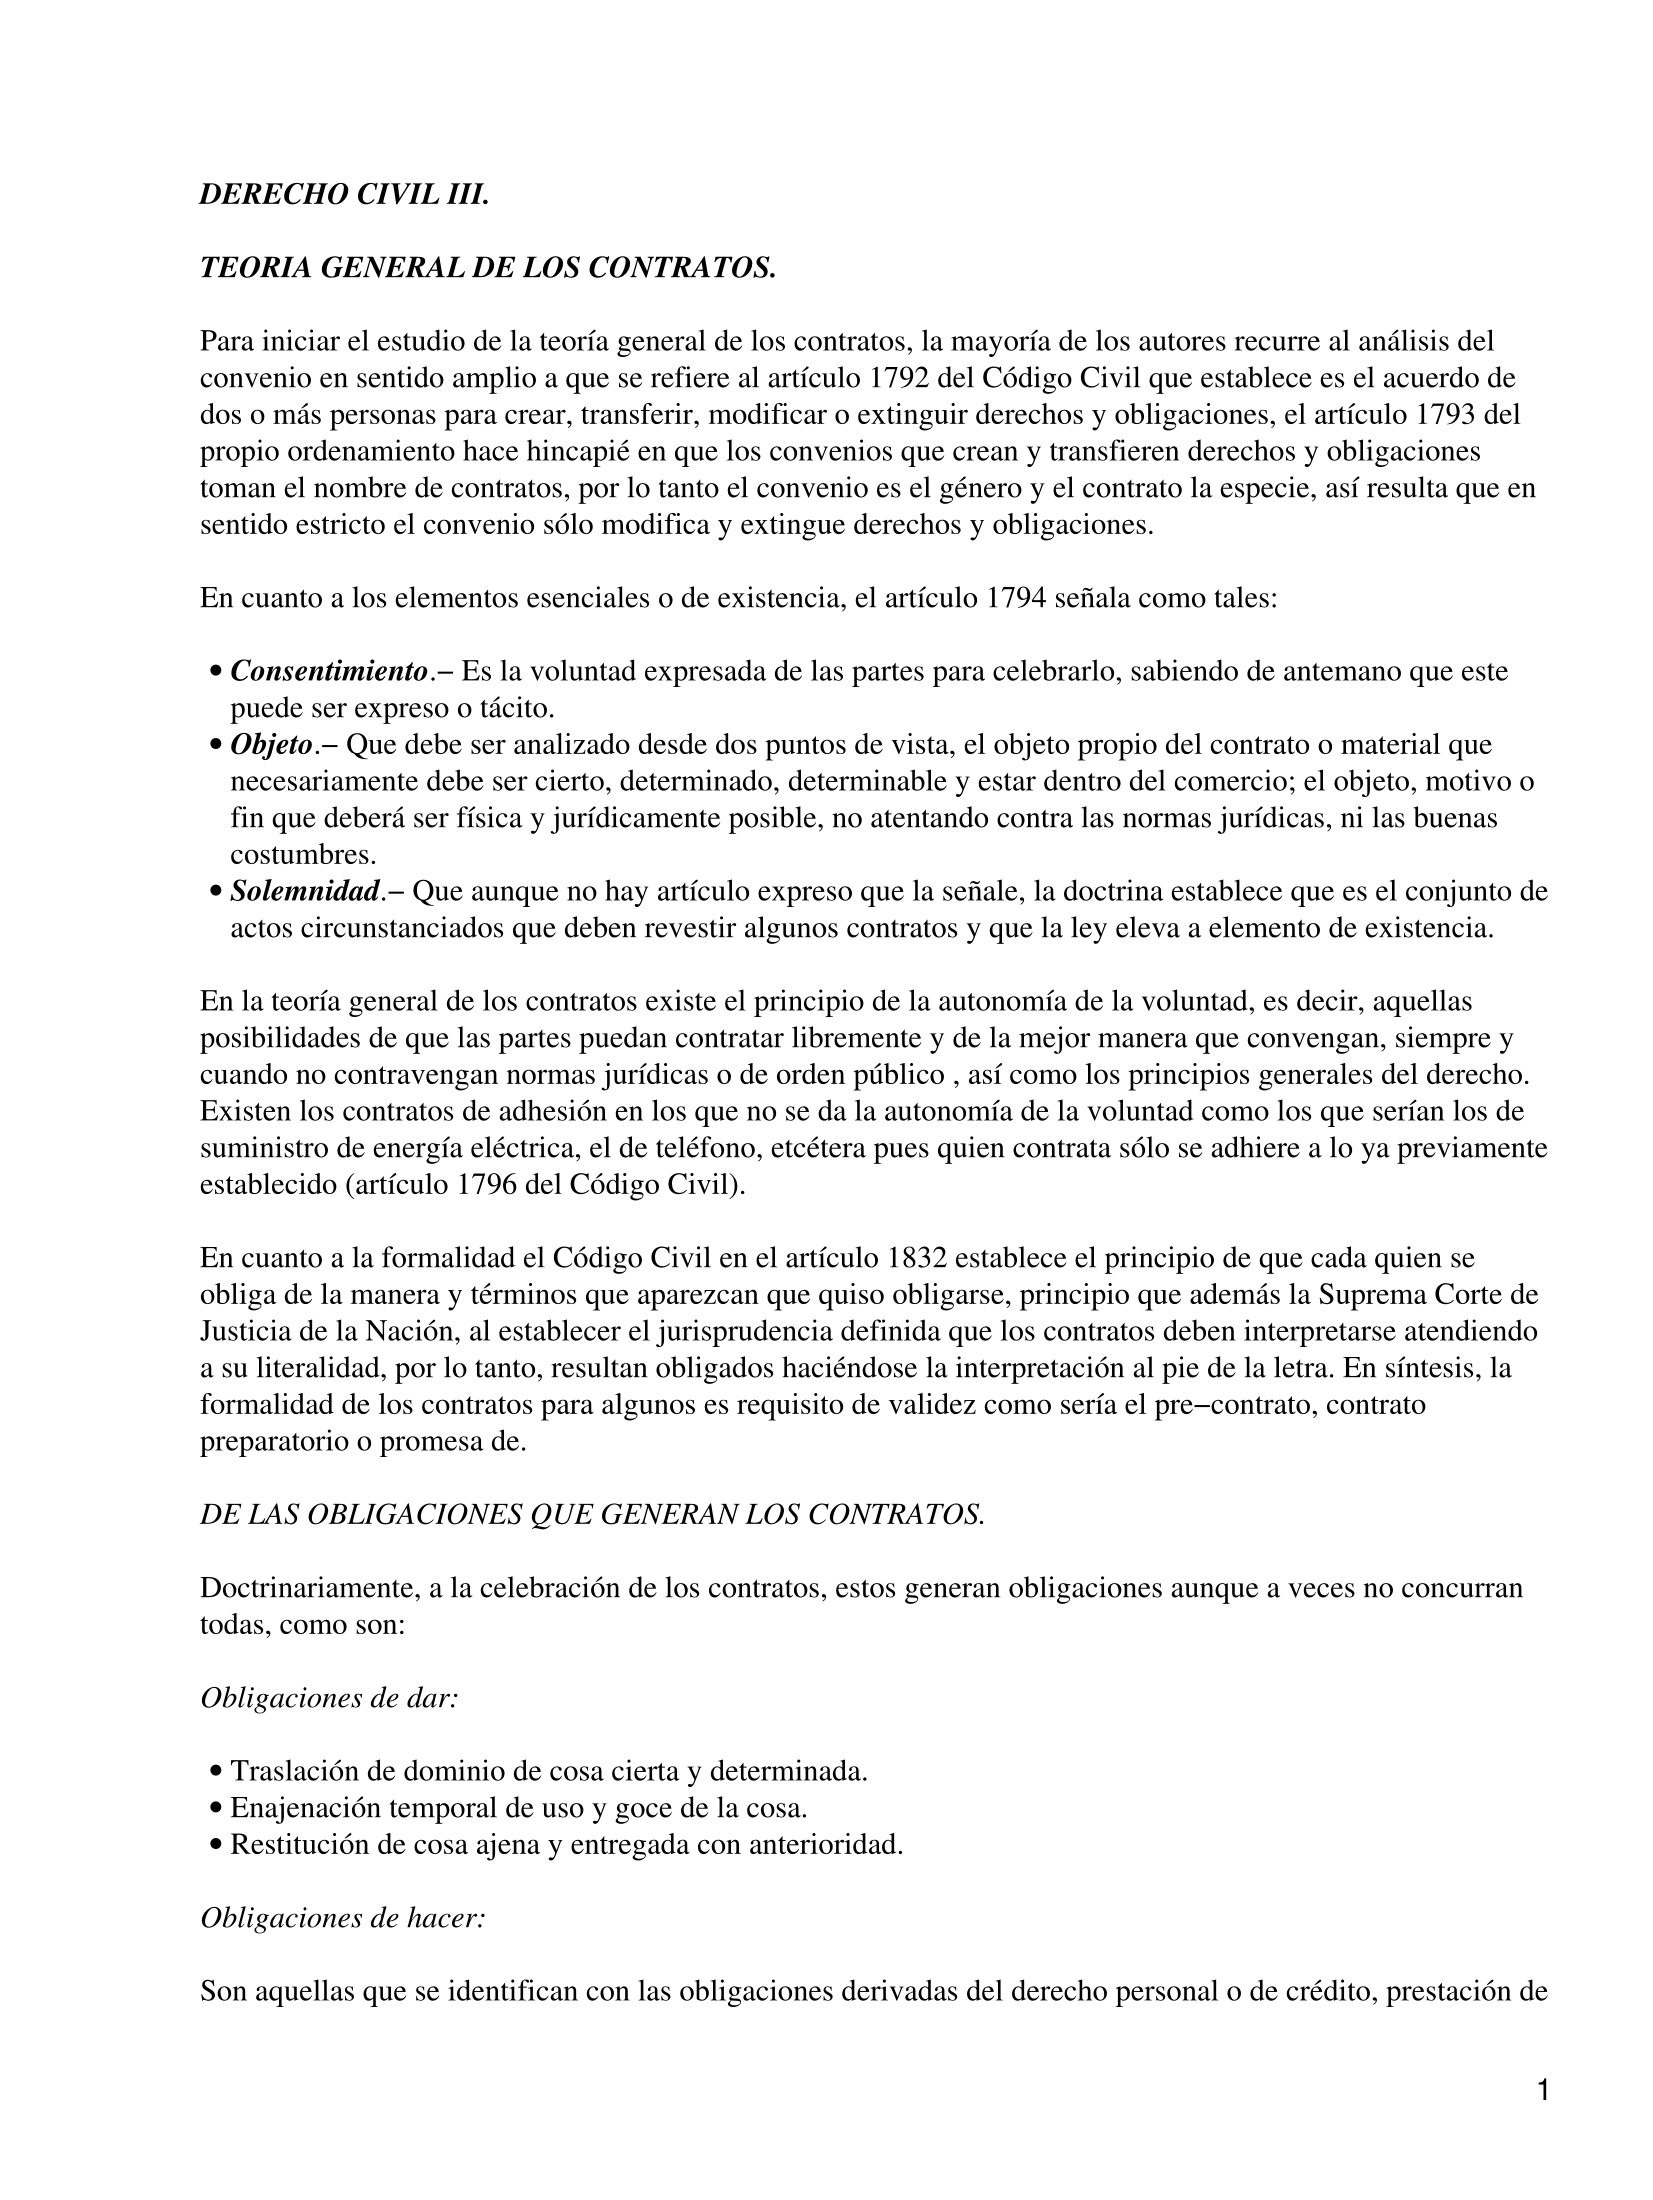 DERECHO CIVIL III.
TEORIA GENERAL DE LOS CONTRATOS.
Para iniciar el estudio de la teoría general de los contratos, la mayoría de los autores recurre al análisis del
convenio en sentido amplio a que se refiere al artículo 1792 del Código Civil que establece es el acuerdo de
dos o más personas para crear, transferir, modificar o extinguir derechos y obligaciones, el artículo 1793 del
propio ordenamiento hace hincapié en que los convenios que crean y transfieren derechos y obligaciones
toman el nombre de contratos, por lo tanto el convenio es el género y el contrato la especie, así resulta que en
sentido estricto el convenio sólo modifica y extingue derechos y obligaciones.
En cuanto a los elementos esenciales o de existencia, el artículo 1794 señala como tales:
• Consentimiento.− Es la voluntad expresada de las partes para celebrarlo, sabiendo de antemano que este
puede ser expreso o tácito.
• Objeto.− Que debe ser analizado desde dos puntos de vista, el objeto propio del contrato o material que
necesariamente debe ser cierto, determinado, determinable y estar dentro del comercio; el objeto, motivo o
fin que deberá ser física y jurídicamente posible, no atentando contra las normas jurídicas, ni las buenas
costumbres.
• Solemnidad.− Que aunque no hay artículo expreso que la señale, la doctrina establece que es el conjunto de
actos circunstanciados que deben revestir algunos contratos y que la ley eleva a elemento de existencia.
En la teoría general de los contratos existe el principio de la autonomía de la voluntad, es decir, aquellas
posibilidades de que las partes puedan contratar libremente y de la mejor manera que convengan, siempre y
cuando no contravengan normas jurídicas o de orden público , así como los principios generales del derecho.
Existen los contratos de adhesión en los que no se da la autonomía de la voluntad como los que serían los de
suministro de energía eléctrica, el de teléfono, etcétera pues quien contrata sólo se adhiere a lo ya previamente
establecido (artículo 1796 del Código Civil).
En cuanto a la formalidad el Código Civil en el artículo 1832 establece el principio de que cada quien se
obliga de la manera y términos que aparezcan que quiso obligarse, principio que además la Suprema Corte de
Justicia de la Nación, al establecer el jurisprudencia definida que los contratos deben interpretarse atendiendo
a su literalidad, por lo tanto, resultan obligados haciéndose la interpretación al pie de la letra. En síntesis, la
formalidad de los contratos para algunos es requisito de validez como sería el pre−contrato, contrato
preparatorio o promesa de.
DE LAS OBLIGACIONES QUE GENERAN LOS CONTRATOS.
Doctrinariamente, a la celebración de los contratos, estos generan obligaciones aunque a veces no concurran
todas, como son:
Obligaciones de dar:
• Traslación de dominio de cosa cierta y determinada.
• Enajenación temporal de uso y goce de la cosa.
• Restitución de cosa ajena y entregada con anterioridad.
Obligaciones de hacer:
Son aquellas que se identifican con las obligaciones derivadas del derecho personal o de crédito, prestación de
1